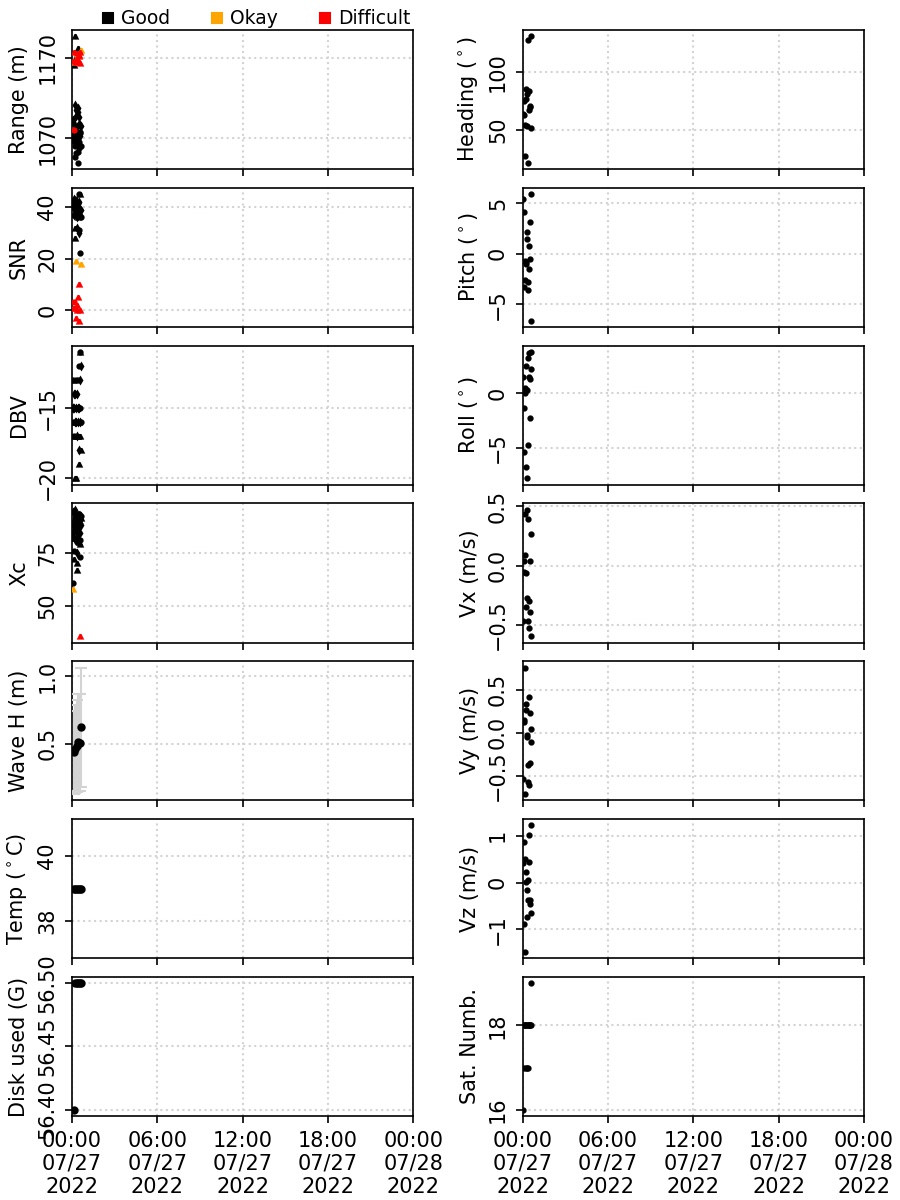 Good Okay Difficult
Range (m)
1170
1070
Heading (°)
100
50
SNR
40
20
0
Pitch (°)
5
0
−5
DBV
−15
−20
Roll (°)
0
−5
Xc
75
50
Vx (m/s)
0.5
0.0
−0.5
Wave H (m)
1.0
0.5
Vy (m/s)
0.5
0.0
−0.5
Temp (°C)
40
38
Vz (m/s)
1
0
−1
Disk used (G)
56.50
56.45
56.40
Sat. Numb.
18
16
00:00 06:00 12:00 18:00 00:00
07/27 07/27 07/27 07/27 07/28
2022 2022 2022 2022 2022
00:00 06:00 12:00 18:00 00:00
07/27 07/27 07/27 07/27 07/28
2022 2022 2022 2022 2022